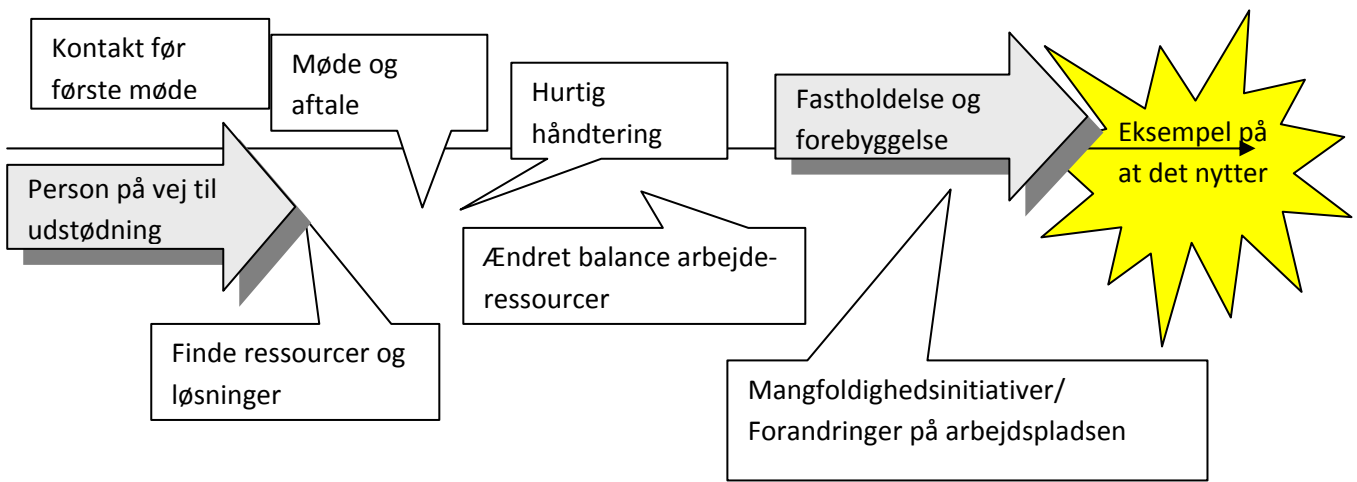 Kontakt før
første møde
Møde og
aftale
Hurtig
håndtering
Fastholdelse og
forebyggelse
Eksempel på
at det nytter
Person på vej til
udstødning
Ændret balance arbejde-
ressourcer
Finde ressourcer og
løsninger
Mangfoldighedsinitiativer/
Forandringer på arbejdspladsen